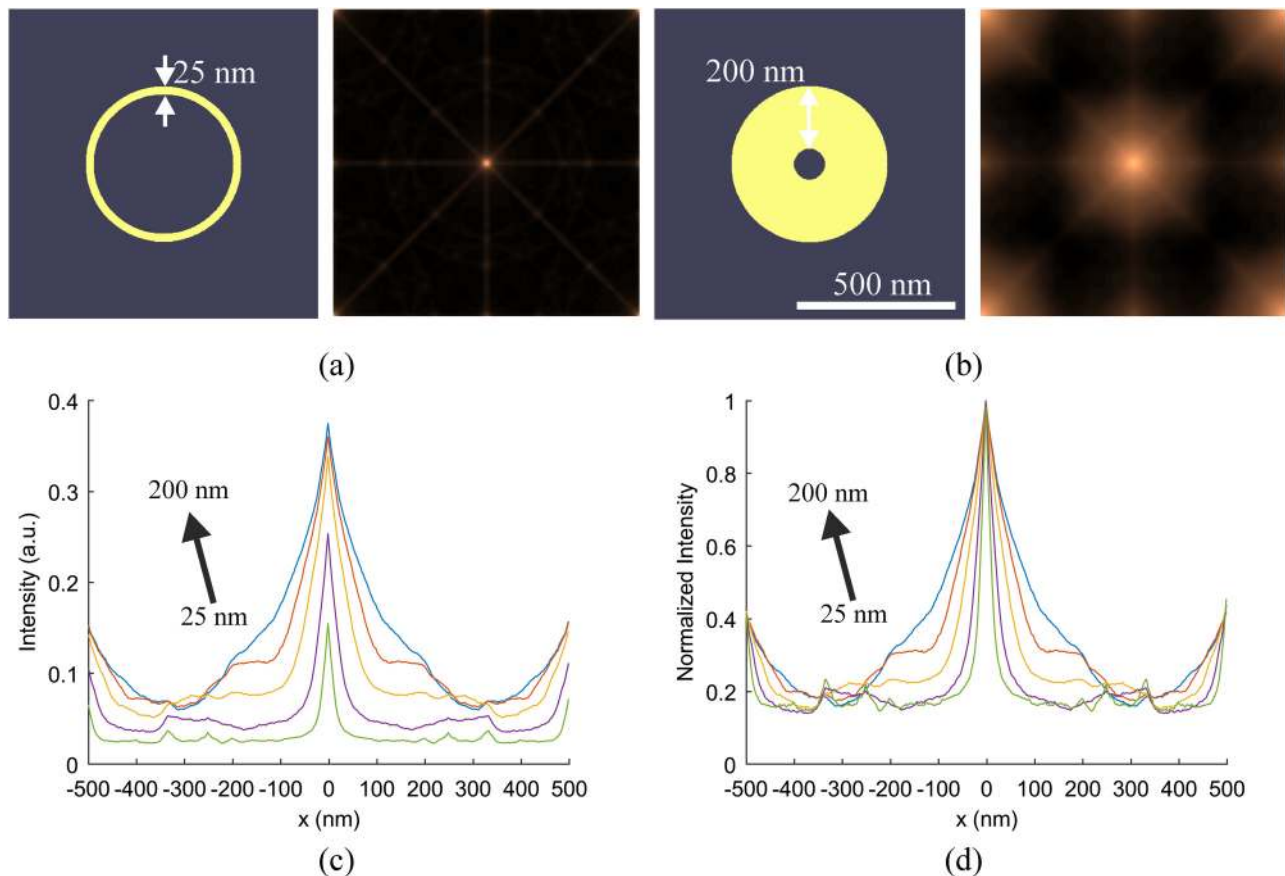 25 nm
200 nm
500 nm
(a)
(b)
0.4
0.3
0.2
0.1
0
Intensity (a.u.)
200 nm
25 nm
-500 -400 -300 -200 -100 0 100 200 300 400 500
x (nm)
(c)
1
0.8
0.6
0.4
0.2
0
Normalized Intensity
200 nm
25 nm
-500 -400 -300 -200 -100 0 100 200 300 400 500
x (nm)
(d)